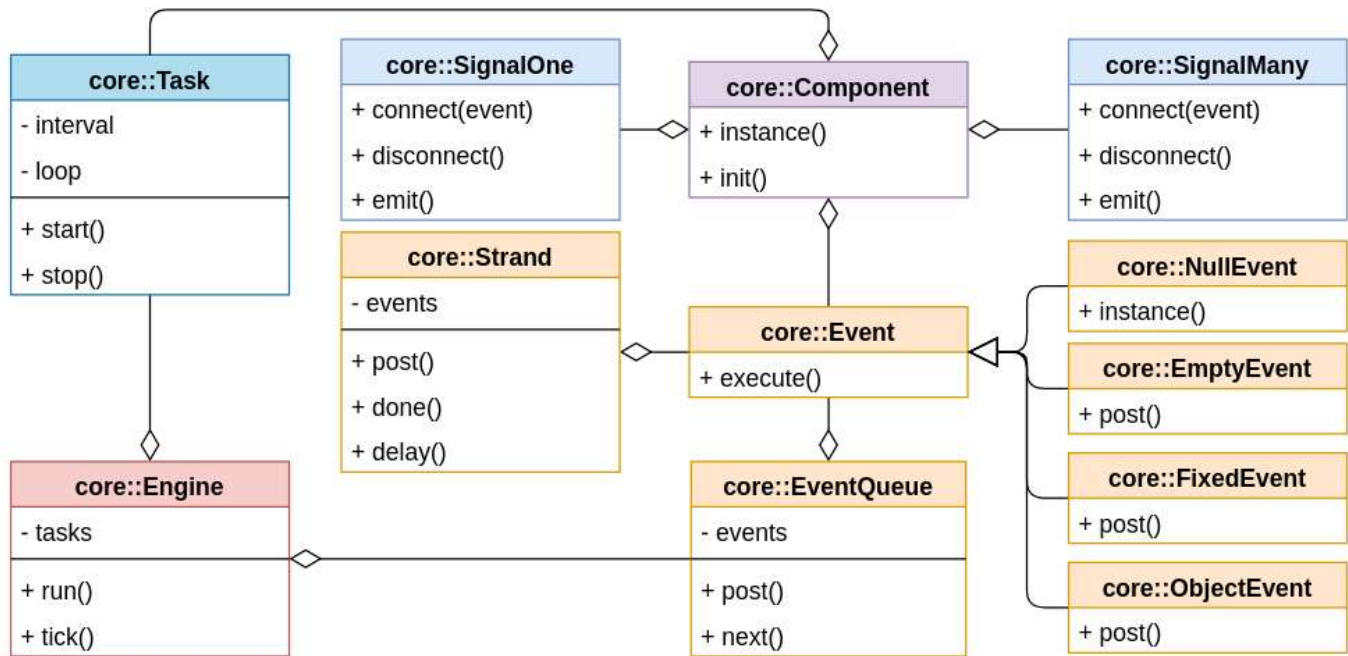 core::Task
- interval
- loop
+ start()
+ stop()
core::SignalOne
+ connect(event)
+ disconnect()
+ emit()
core::Component
+ instance()
+ init()
core::SignalMany
+ connect(event)
+ disconnect()
+ emit()
core::Strand
- events
+ post()
+ done()
+ delay()
core::Event
+ execute()
core::NullEvent
+ instance()
core::EmptyEvent
+ post()
core::FixedEvent
+ post()
core::ObjectEvent
+ post()
core::Engine
- tasks
+ run()
+ tick()
core::EventQueue
- events
+ post()
+ next()